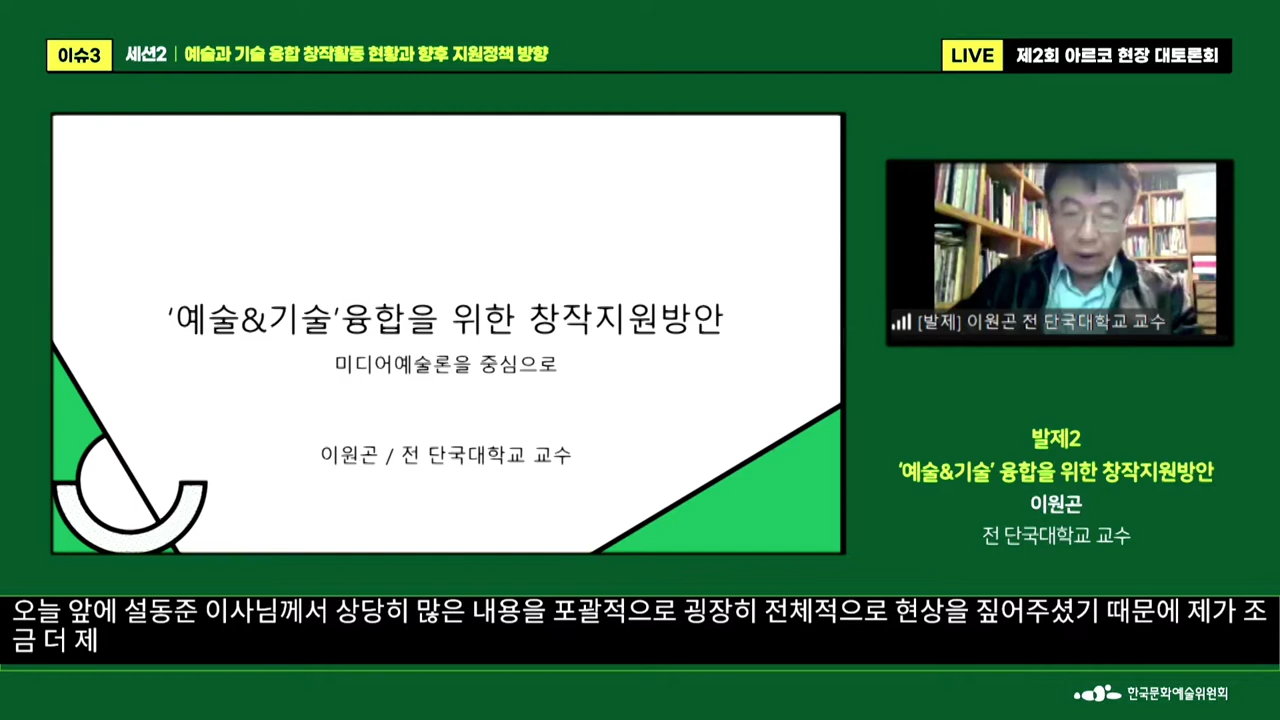 이슈3 세션2 | 예술과 기술 융합 창작활동 현황과 향후 지원정책 방향
LIVE 제2회 아르코 현장 대토론회
‘예술&기술’융합을 위한 창작지원방안
미디어예술론을 중심으로
이원곤 / 전 단국대학교 교수
[발제] 이원곤 전 단국대학교 교수
발제2
‘예술&기술’ 융합을 위한 창작지원방안
이원곤
전 단국대학교 교수
오늘 앞에 설동준 이사님께서 상당히 많은 내용을 포괄적으로 굉장히 전체적으로 현상을 짚어주셨기 때문에 제가 조
금 더 제
한국문화예술위원회